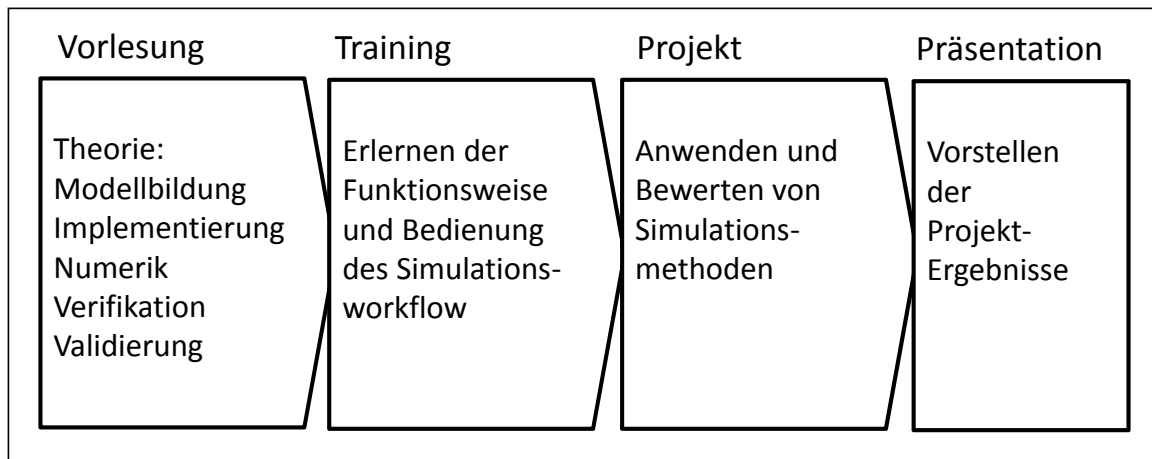 Vorlesung
Theorie:
Modellbildung
Implementierung
Numerik
Verifikation
Validierung
Training
Erlernen der
Funktionsweise
und Bedienung
des Simulations-
workflow
Projekt
Anwenden und
Bewerten von
Simulations-
methoden
Präsentation
Vorstellen
der
Projekt-
Ergebnisse